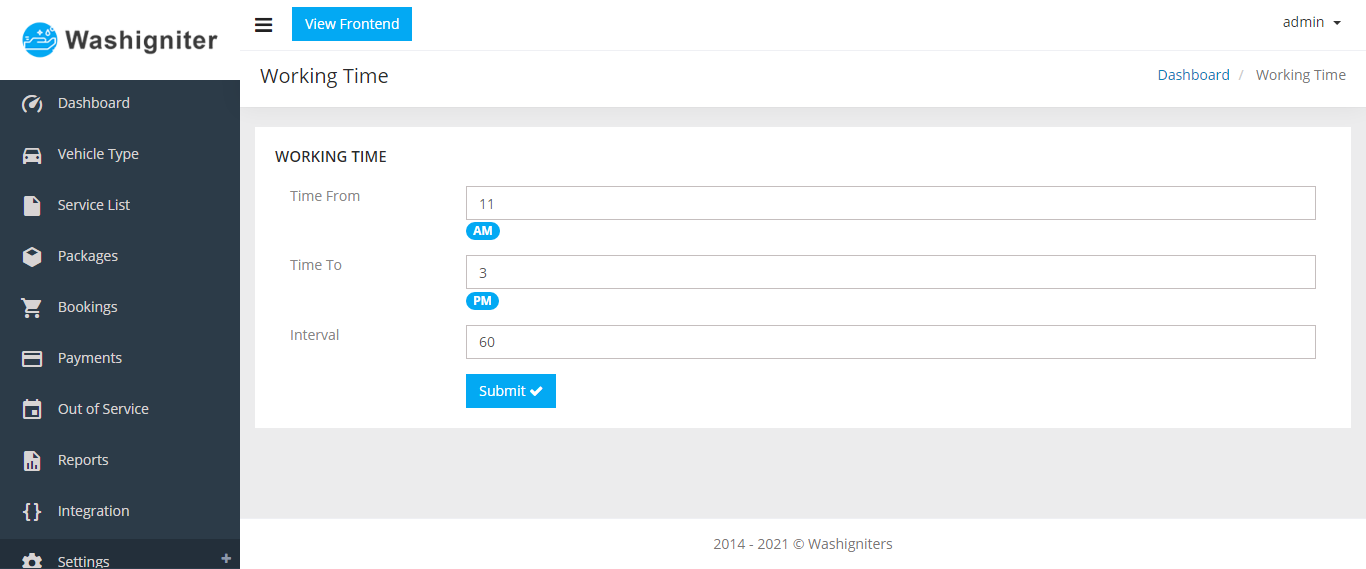 Washigniter
View Frontend
admin
Working Time
Dashboard / Working Time
Dashboard
Vehicle Type
Service List
Packages
Bookings
Payments
Out of Service
Reports
Integration
Settings
WORKING TIME
Time From
11
AM
Time To
3
PM
Interval
60
Submit
2014 - 2021 © Washigniters